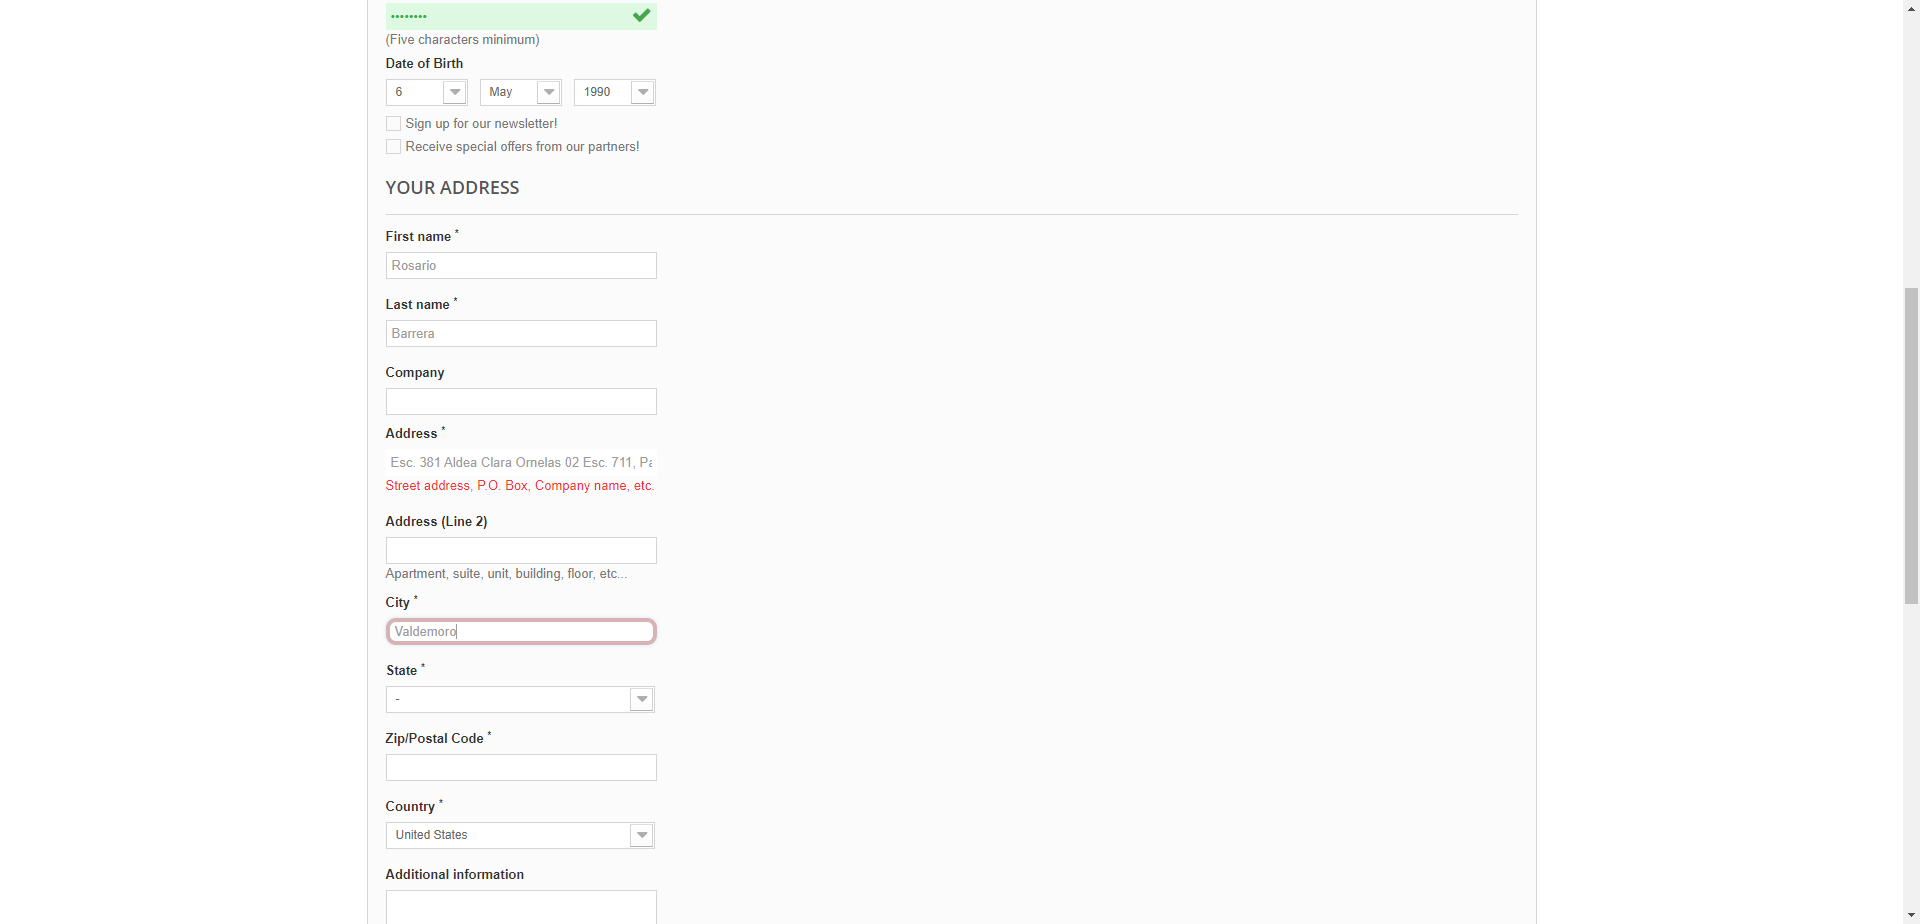 ••••••••
(Five characters minimum)
Date of Birth
6 May 1990
Sign up for our newsletter!
Receive special offers from our partners!
YOUR ADDRESS
First name *
Rosario
Last name *
Barrera
Company
Address *
Esc. 381 Aldea Clara Ornelas 02 Esc. 711, Pa
Street address, P.O. Box, Company name, etc.
Address (Line 2)
Apartment, suite, unit, building, floor, etc...
City *
Valdemoro
State *
-
Zip/Postal Code *
Country *
United States
Additional information